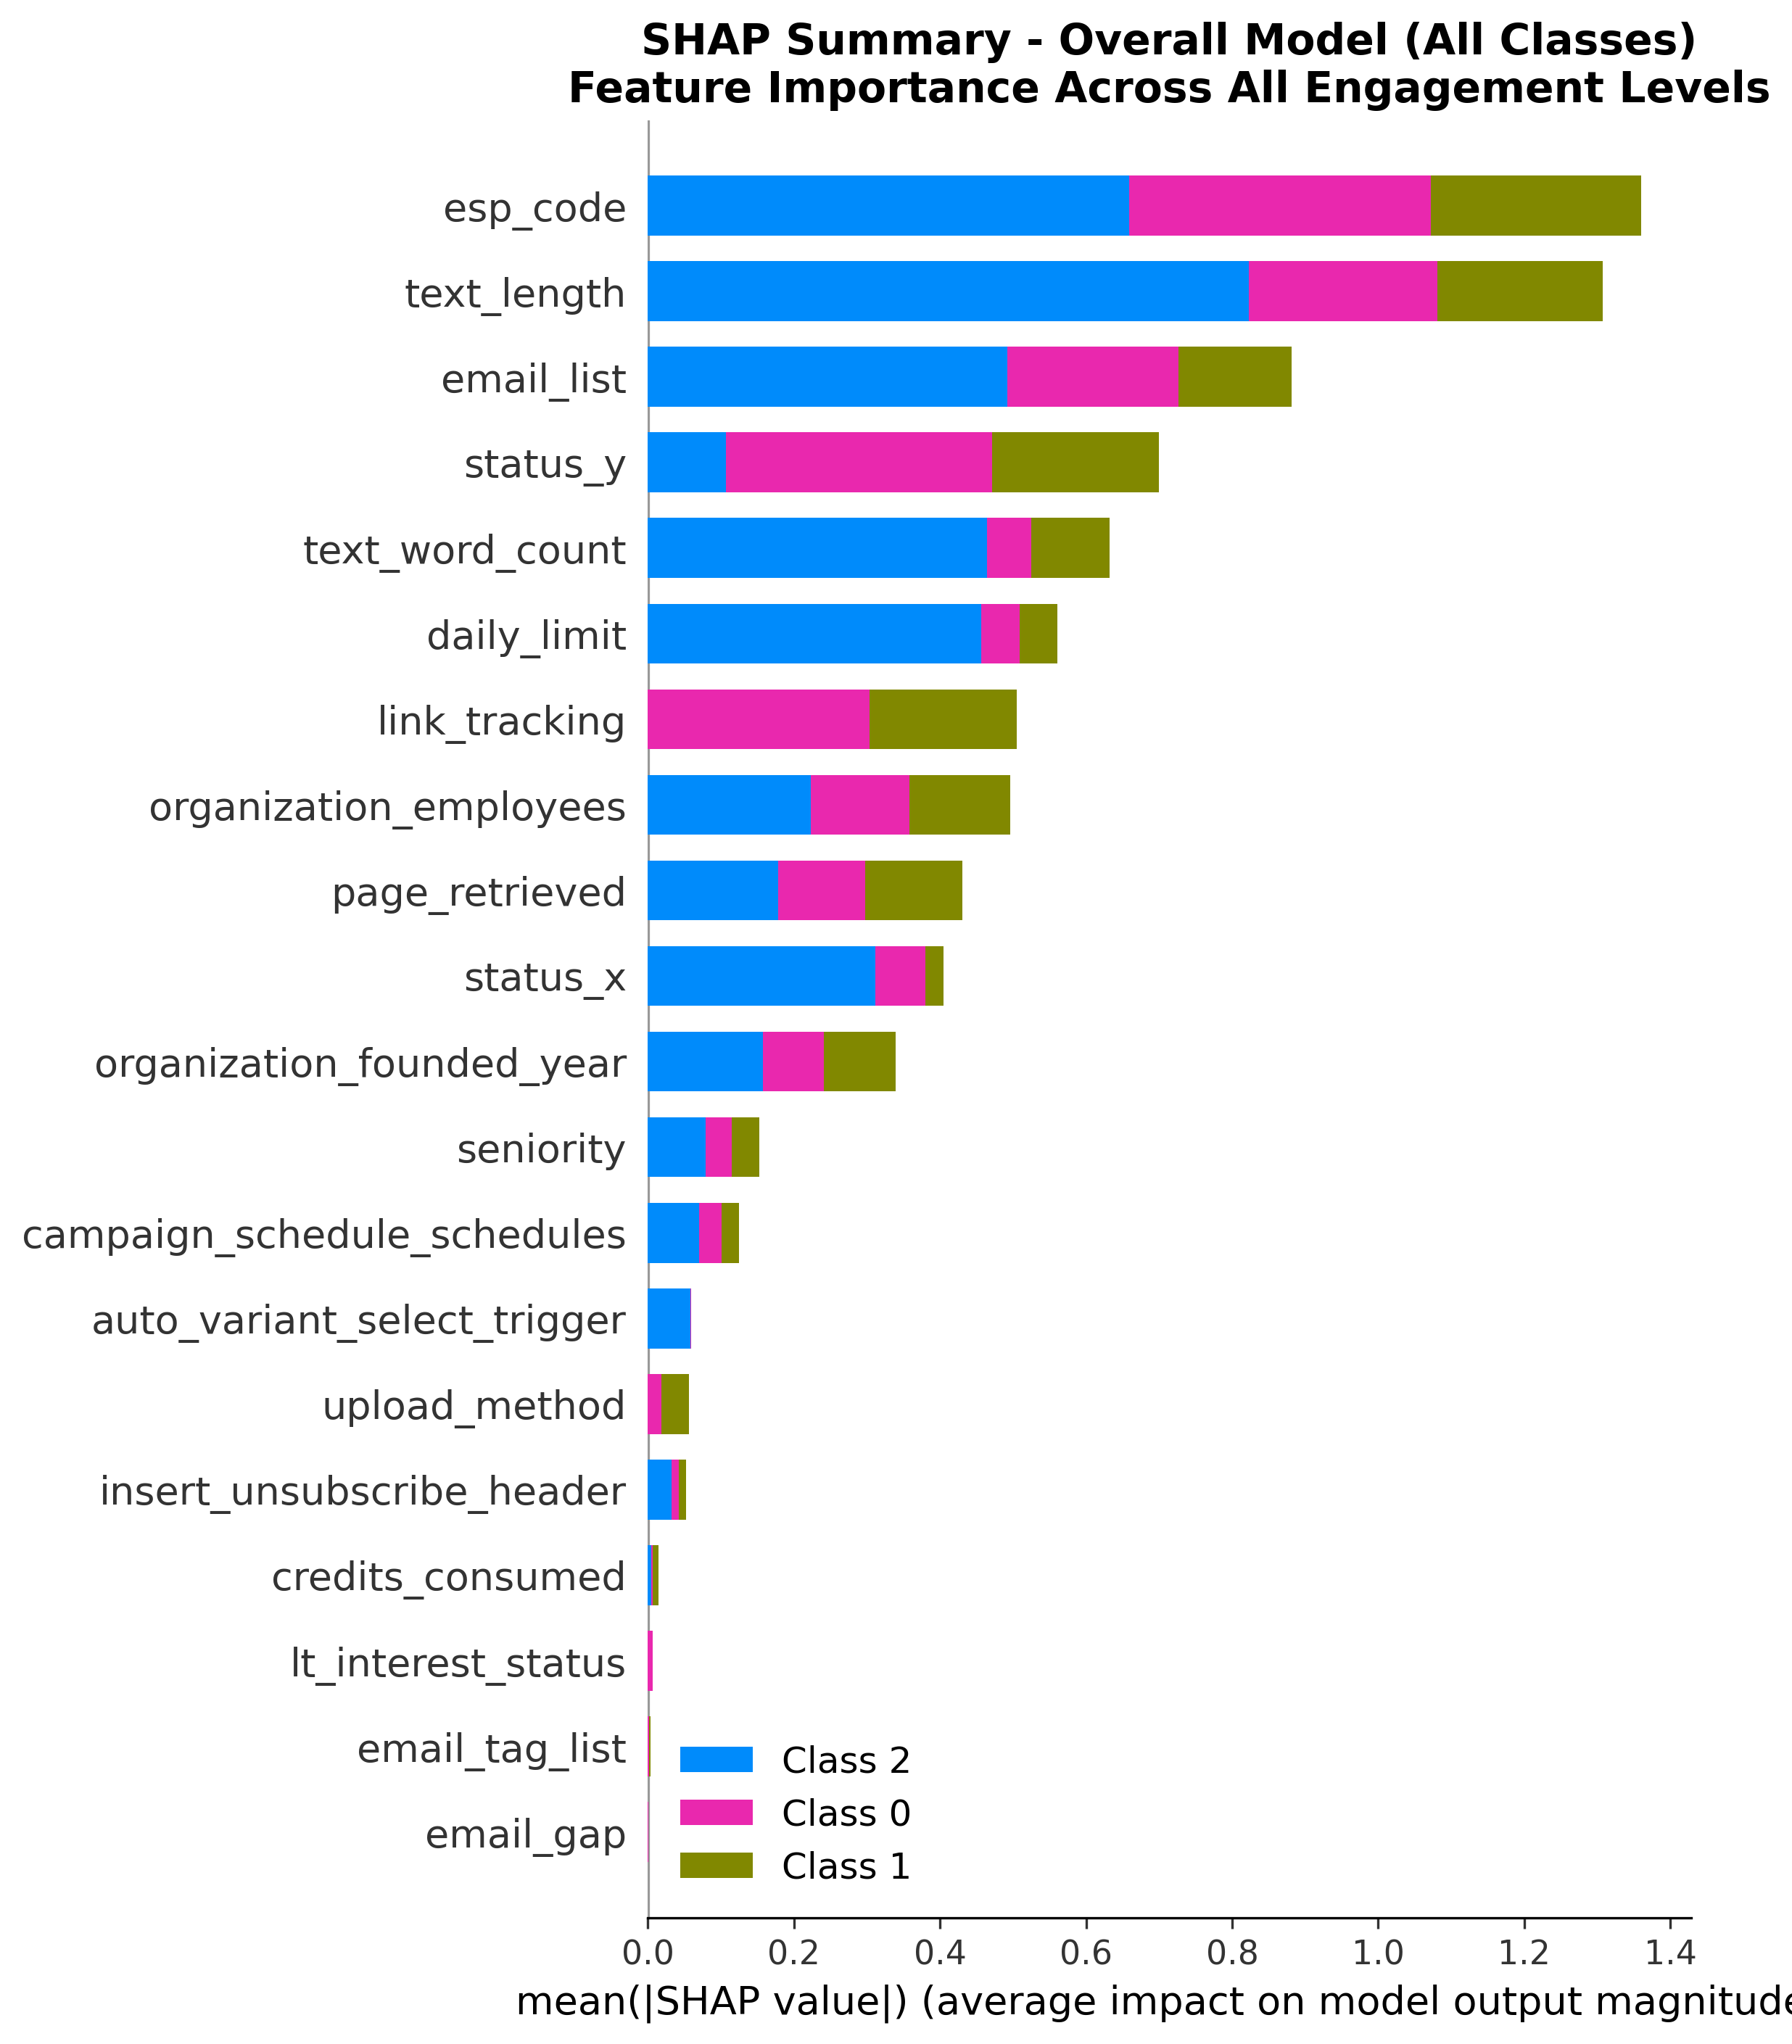 SHAP Summary - Overall Model (All Classes)
Feature Importance Across All Engagement Levels
esp_code
text_length
email_list
status_y
text_word_count
daily_limit
link_tracking
organization_employees
page_retrieved
status_x
organization_founded_year
seniority
campaign_schedule_schedules
auto_variant_select_trigger
upload_method
insert_unsubscribe_header
credits_consumed
lt_interest_status
email_tag_list
email_gap
Class 2
Class 0
Class 1
0.0 0.2 0.4 0.6 0.8 1.0 1.2 1.4
mean(|SHAP value|) (average impact on model output magnitude